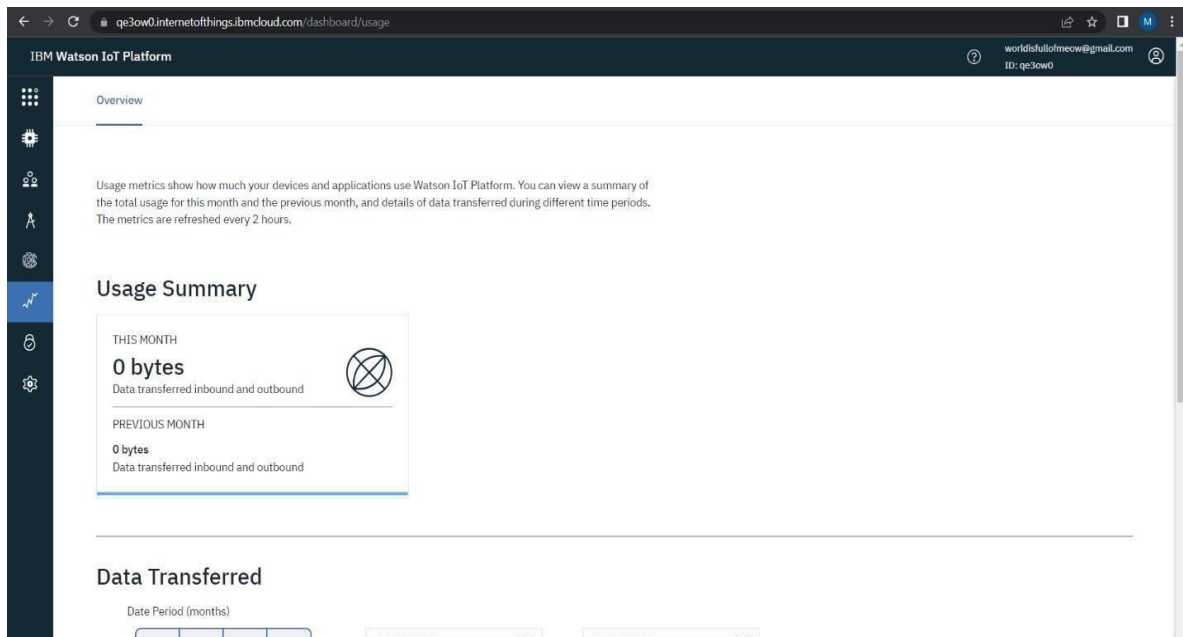 qe3ow0.internetofthings.ibmcloud.com/dashboard/usage
M
IBM Watson IoT Platform
worldisfullofmeow@gmail.com
ID: qe3ow0
Overview
Usage metrics show how much your devices and applications use Watson IoT Platform. You can view a summary of
the total usage for this month and the previous month, and details of data transferred during different time periods.
The metrics are refreshed every 2 hours.
Usage Summary
THIS MONTH
0 bytes
Data transferred inbound and outbound
PREVIOUS MONTH
0 bytes
Data transferred inbound and outbound
Data Transferred
Date Period (months)